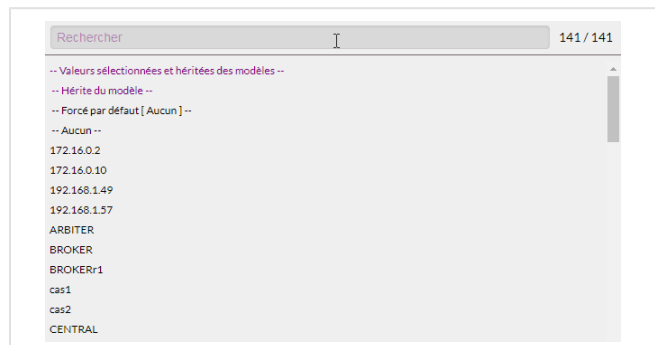 Rechercher 141 / 141
-- Valeurs sélectionnées et héritées des modèles --
-- Hérite du modèle --
-- Forcé par défaut [ Aucun ] --
-- Aucun --
172.16.0.2
172.16.0.10
192.168.1.49
192.168.1.57
ARBITER
BROKER
BROKERr1
cas1
cas2
CENTRAL